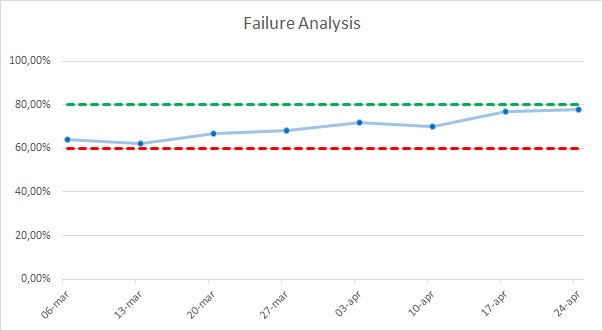 Failure Analysis
100,00%
80,00%
60,00%
40,00%
20,00%
0,00%
06-mar
13-mar
20-mar
27-mar
03-apr
10-apr
17-apr
24-apr